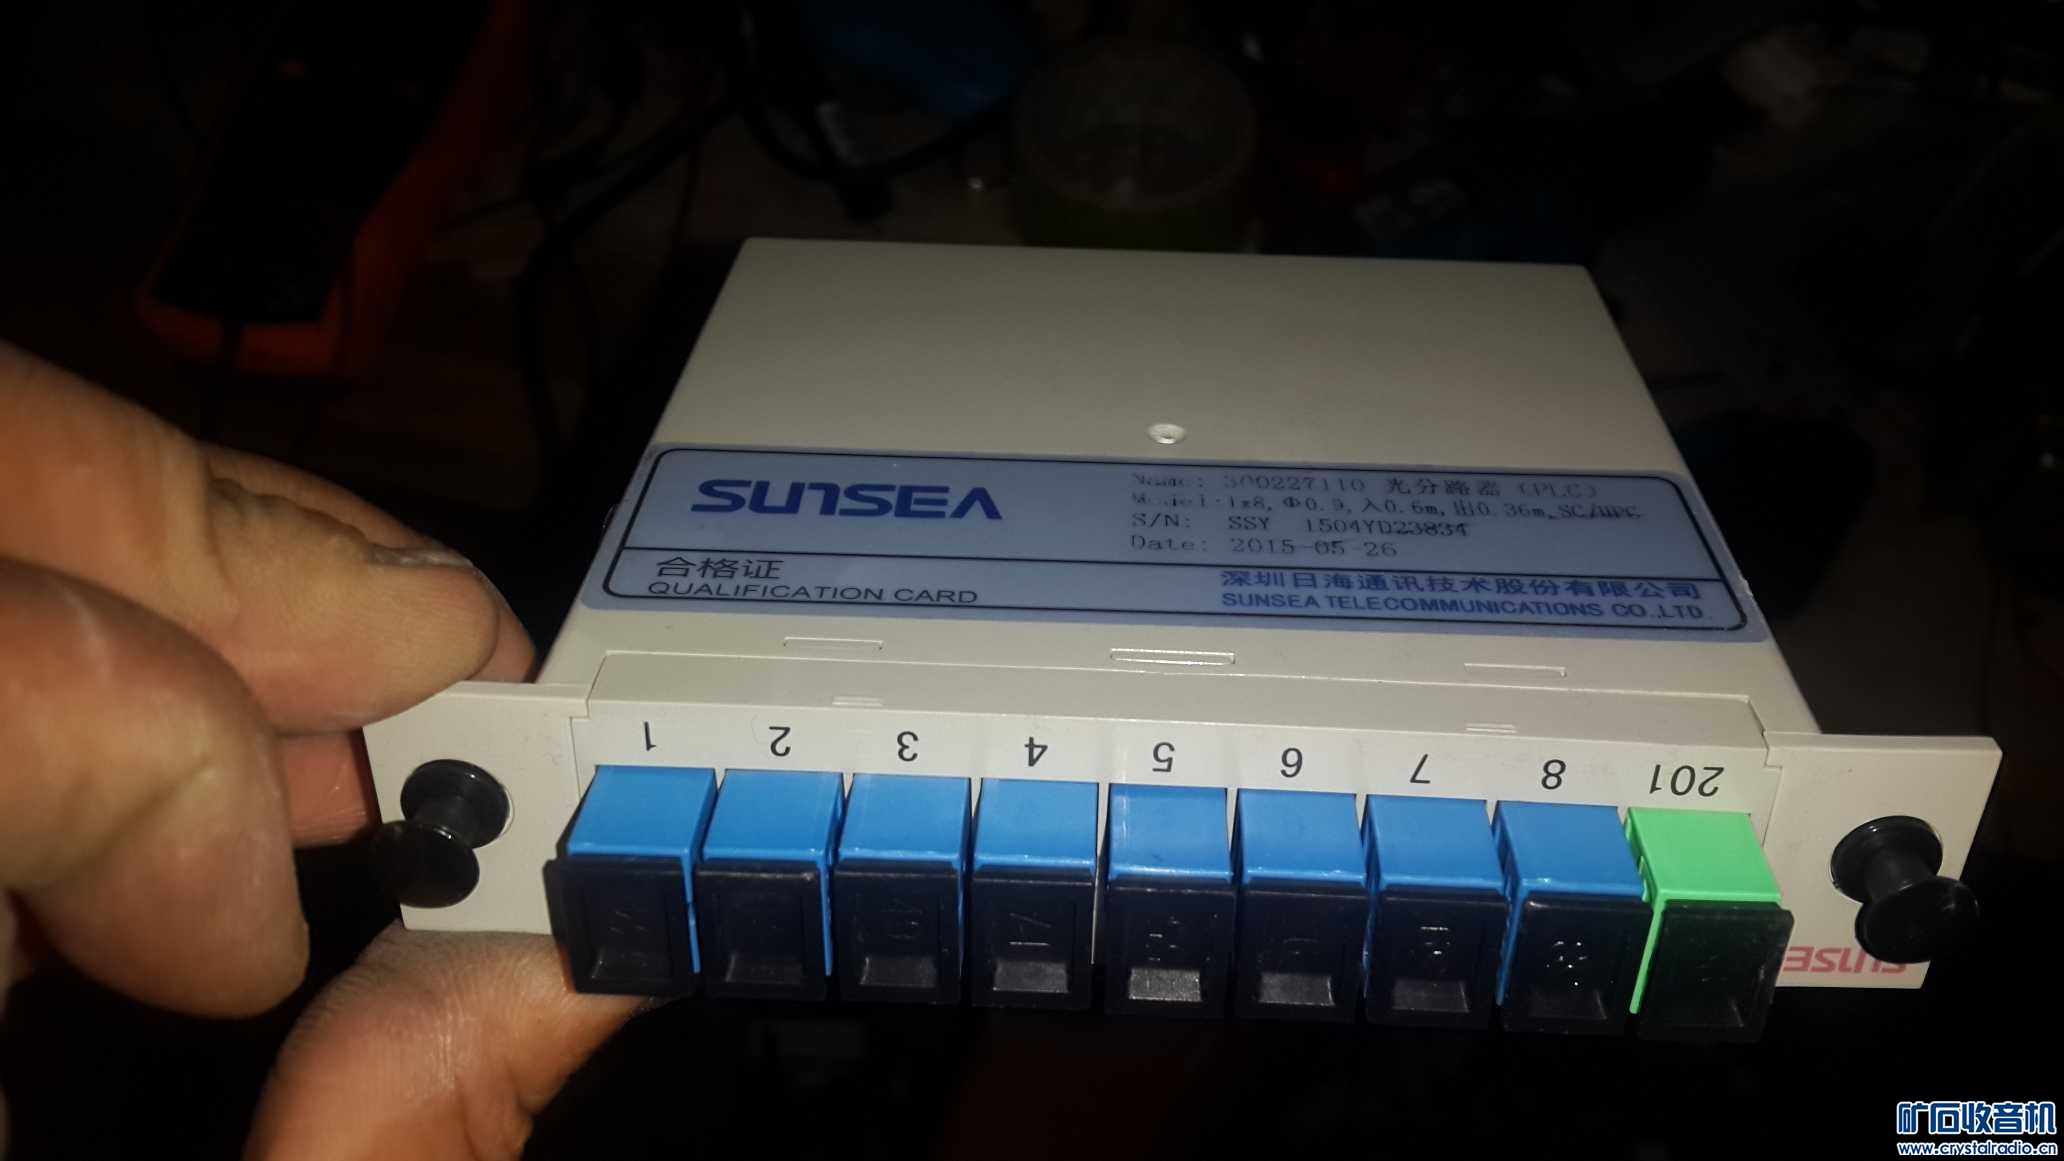 SUNSEA
Name: 300227110 光分路器 (PLC)
Model:1x8,Φ0.9,入0.6m,出0.36m,SC/UPC
S/N: SSY 1504YD23834
Date: 2015-05-26
合格证
QUALIFICATION CARD
深圳日海通讯技术股份有限公司
SUNSEA TELECOMMUNICATIONS CO.,LTD.
1 2 3 4 5 6 7 8 201
SUNSE
矿石收音机
www.crystalradio.cn